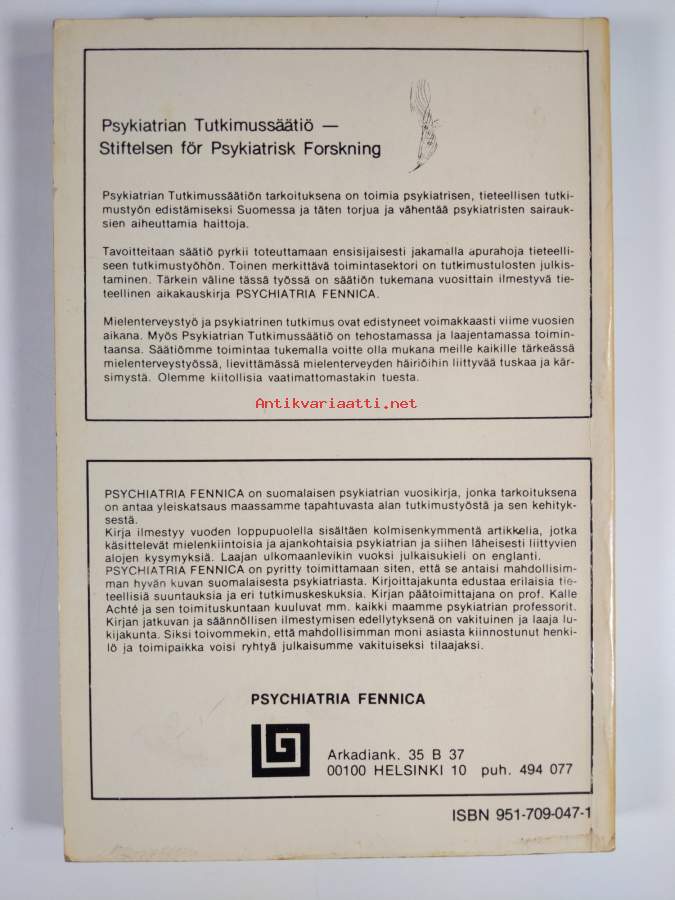 Psykiatrian Tutkimussäätiö —
Stiftelsen för Psykiatrisk Forskning
Psykiatrian Tutkimussäätiön tarkoituksena on toimia psykiatrisen, tieteellisen tutki-
mustyön edistämiseksi Suomessa ja täten torjua ja vähentää psykiatristen sairauk-
sien aiheuttamia haittoja.
Tavoitteitaan säätiö pyrkii toteuttamaan ensisijaisesti jakamalla apurahoja tieteelli-
seen tutkimustyöhön. Toinen merkittävä toimintasektori on tutkimustulosten julkis-
taminen. Tärkein väline tässä työssä on säätiön tukemana vuosittain ilmestyvä tie-
teellinen aikakauskirja PSYCHIATRIA FENNICA.
Mielenterveystyö ja psykiatrinen tutkimus ovat edistyneet voimakkaasti viime vuosien
aikana. Myös Psykiatrian Tutkimussäätiö on tehostamassa ja laajentamassa toimin-
taansa. Säätiömme toimintaa tukemalla voitte olla mukana meille kaikille tärkeässä
mielenterveystyössä, lievittämässä mielenterveyden häiriöihin liittyvää tuskaa ja kär-
simystä. Olemme kiitollisia vaatimattomastakin tuesta.
Antikvariaatti.net
PSYCHIATRIA FENNICA on suomalaisen psykiatrian vuosikirja, jonka tarkoituksena
on antaa yleiskatsaus maassamme tapahtuvasta alan tutkimustyöstä ja sen kehityk-
sestä.
Kirja ilmestyy vuoden loppupuolella sisältäen kolmisenkymmentä artikkelia, jotka
käsittelevät mielenkiintoisia ja ajankohtaisia psykiatrian ja siihen läheisesti liittyvien
alojen kysymyksiä. Laajan ulkomaanlevikin vuoksi julkaisukieli on englanti.
PSYCHIATRIA FENNICA on pyritty toimittamaan siten, että se antaisi mahdollisim-
man hyvän kuvan suomalaisesta psykiatriasta. Kirjoittajakunta edustaa erilaisia tie-
teellisiä suuntauksia ja eri tutkimuskeskuksia. Kirjan päätoimittajana on prof. Kalle
Achté ja sen toimituskuntaan kuuluvat mm. kaikki maamme psykiatrian professorit.
Kirjan jatkuvan ja säännöllisen ilmestymisen edellytyksenä on vakituinen ja laaja lu-
kijakunta. Siksi toivommekin, että mahdollisimman moni asiasta kiinnostunut henki-
lö ja toimipaikka voisi ryhtyä julkaisumme vakituiseksi tilaajaksi.
PSYCHIATRIA FENNICA
Arkadiank. 35 B 37
00100 HELSINKI 10 puh. 494 077
ISBN 951-709-047-1